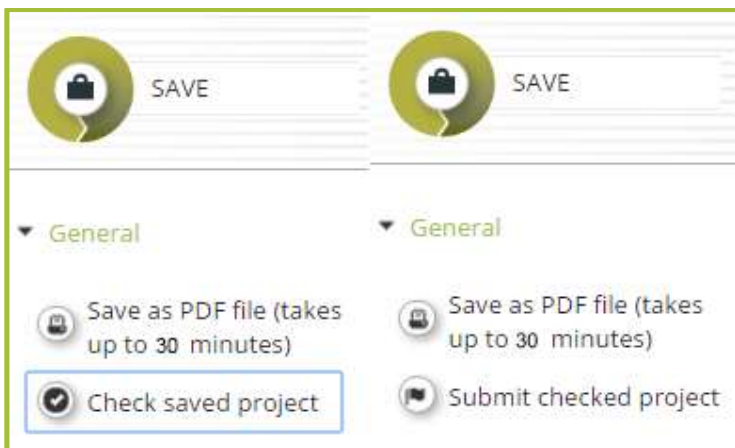 SAVE
General
Save as PDF file (takes
up to 30 minutes)
Check saved project
SAVE
General
Save as PDF file (takes
up to 30 minutes)
Submit checked project